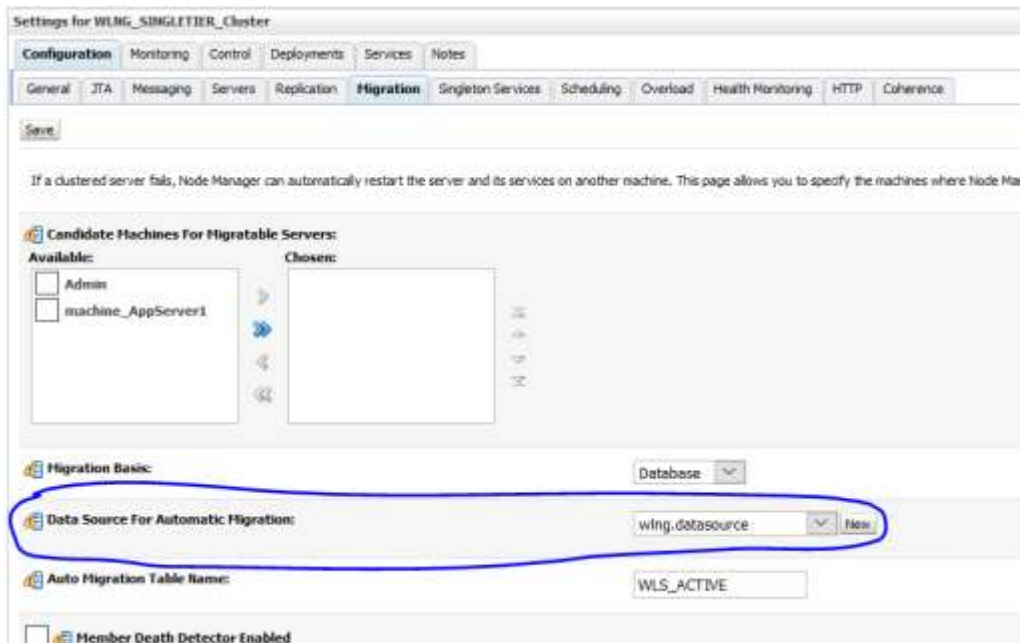 Settings for WLNG_SINGLETIER_Cluster
Configuration Monitoring Control Deployments Services Notes
General JTA Messaging Servers Replication Migration Singleton Services Scheduling Overload Health Monitoring HTTP Coherence
Save
If a clustered server fails, Node Manager can automatically restart the server and its services on another machine. This page allows you to specify the machines where Node Ma
Candidate Machines For Migratable Servers:
Available: Chosen:
Admin
machine_AppServer1
Migration Basis: Database
Data Source For Automatic Migration: wlng.datasource New
Auto Migration Table Name: WLS_ACTIVE
Member Death Detector Enabled